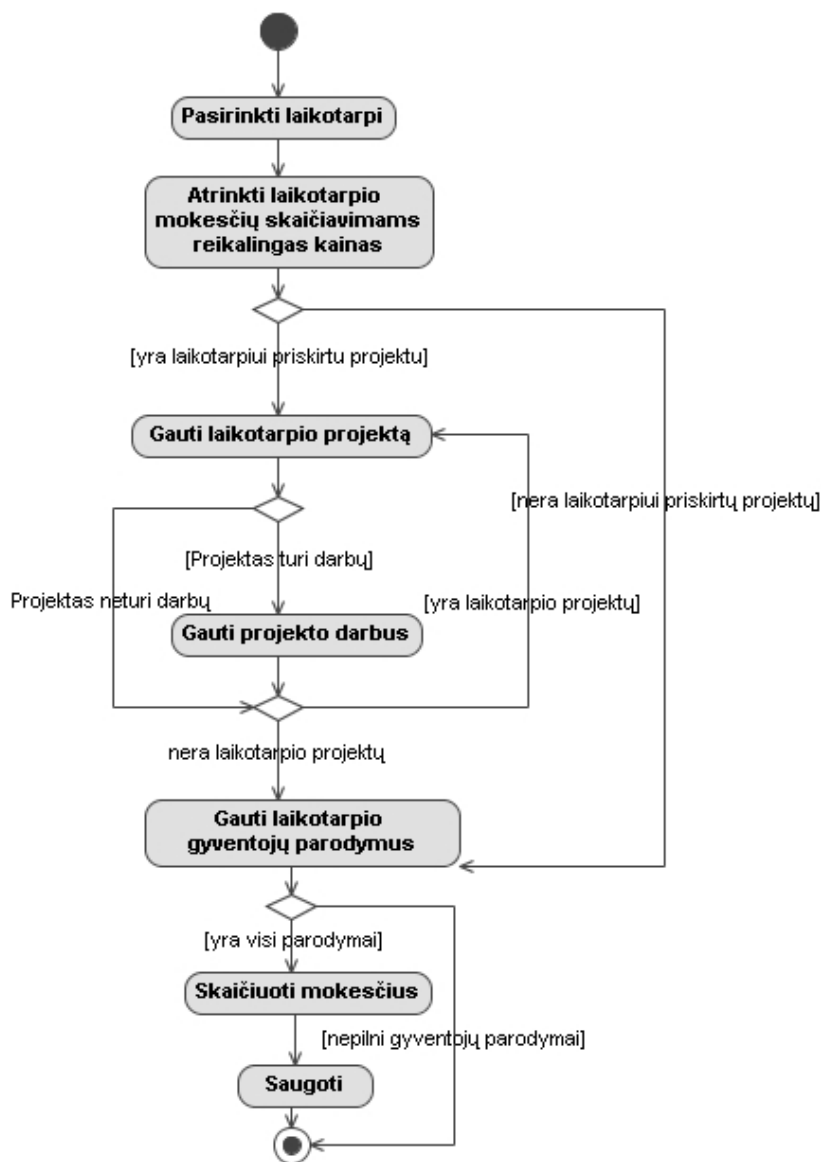 Pasirinkti laikotarpi
Atrinkti laikotarpio
mokesčių skaičiavimams
reikalingas kainas
[yra laikotarpiui priskirtu projektu]
Gauti laikotarpio projektą
[nera laikotarpiui priskirtų projektų]
[Projektas turi darbų]
Projektas neturi darbų
[yra laikotarpio projektų]
Gauti projekto darbus
nera laikotarpio projektų
Gauti laikotarpio
gyventojų parodymus
[yra visi parodymai]
Skaičiuoti mokesčius
[nepilni gyventojų parodymai]
Saugoti